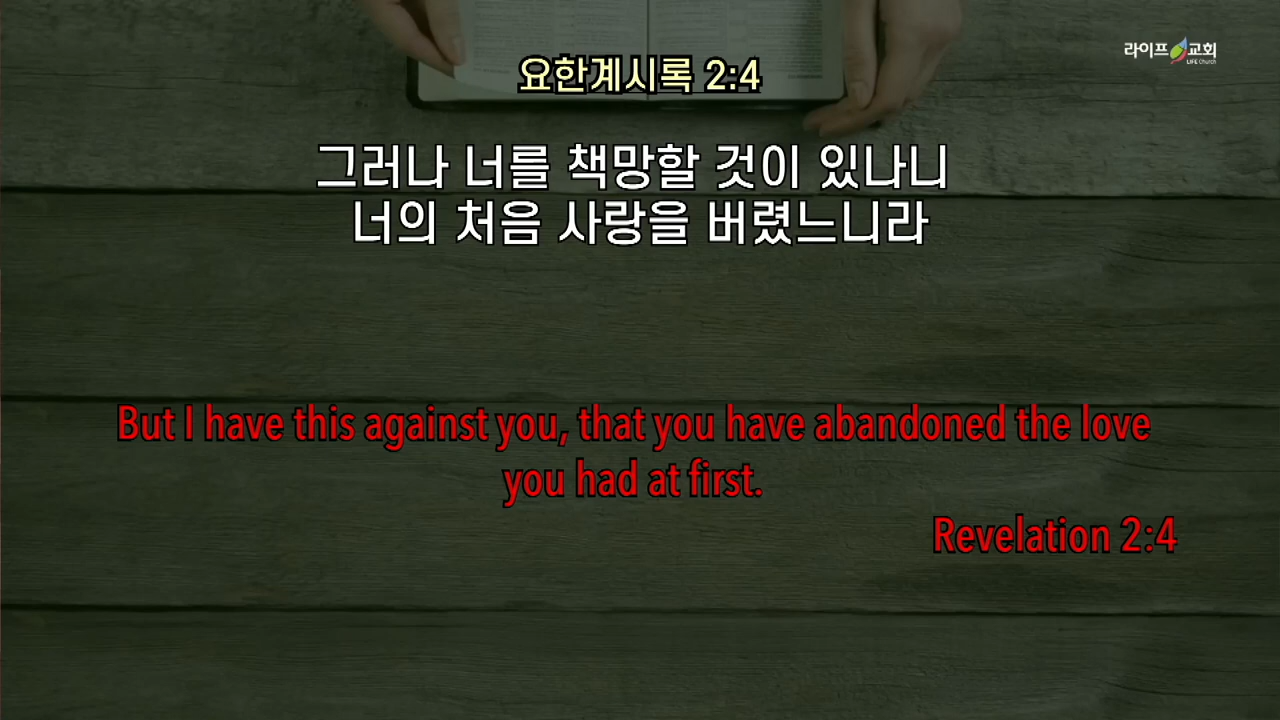 라이프 교회
LIFE Church
요한계시록 2:4
그러나 너를 책망할 것이 있나니
너의 처음 사랑을 버렸느니라
But I have this against you, that you have abandoned the love
you had at first.
Revelation 2:4